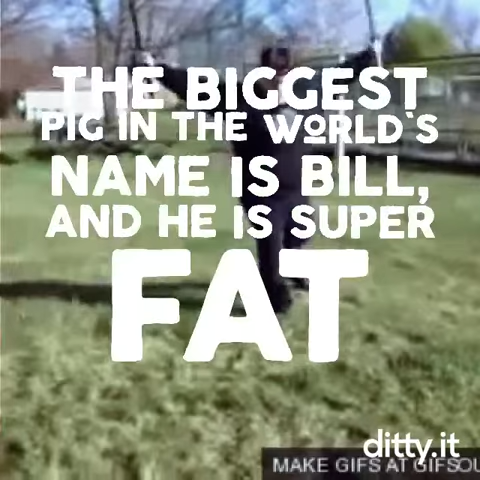 THE BIGGEST
PIG IN THE WORLD'S
NAME IS BILL,
AND HE IS SUPER
FAT
ditty.it
MAKE GIFS AT GIFSOU